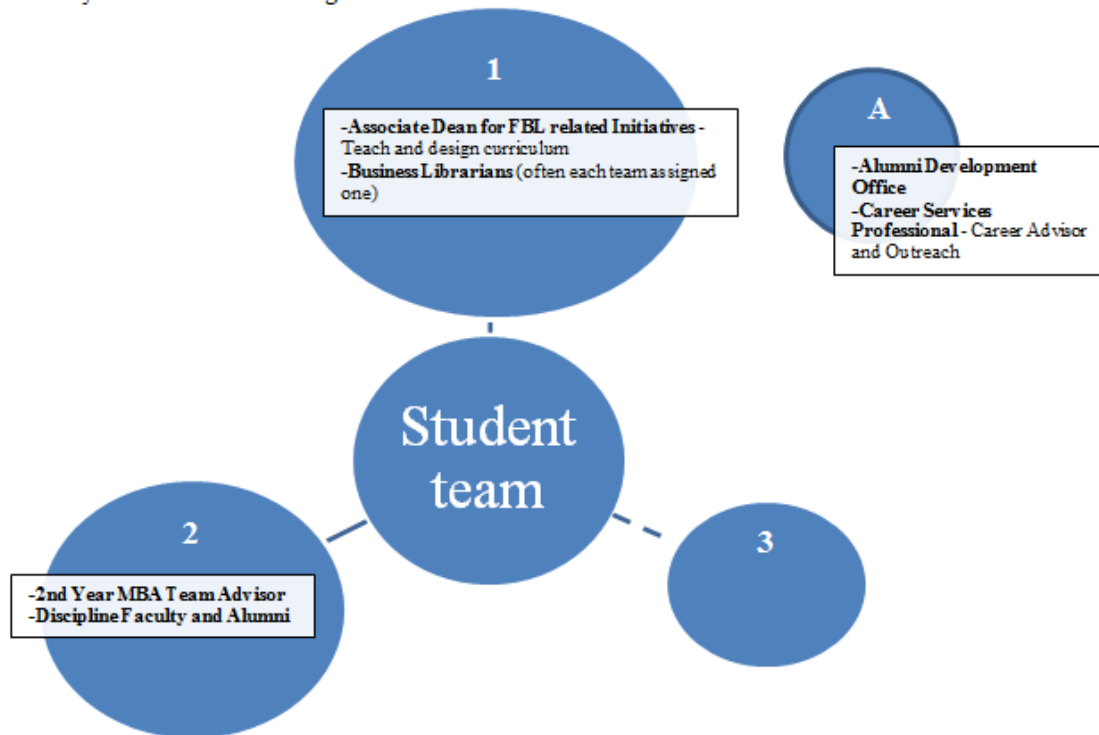 1
-Associate Dean for FBL related Initiatives -
Teach and design curriculum
-Business Librarians (often each team assigned
one)
A
-Alumni Development
Office
-Career Services
Professional - Career Advisor
and Outreach
Student
team
2
-2nd Year MBA Team Advisor
-Discipline Faculty and Alumni
3